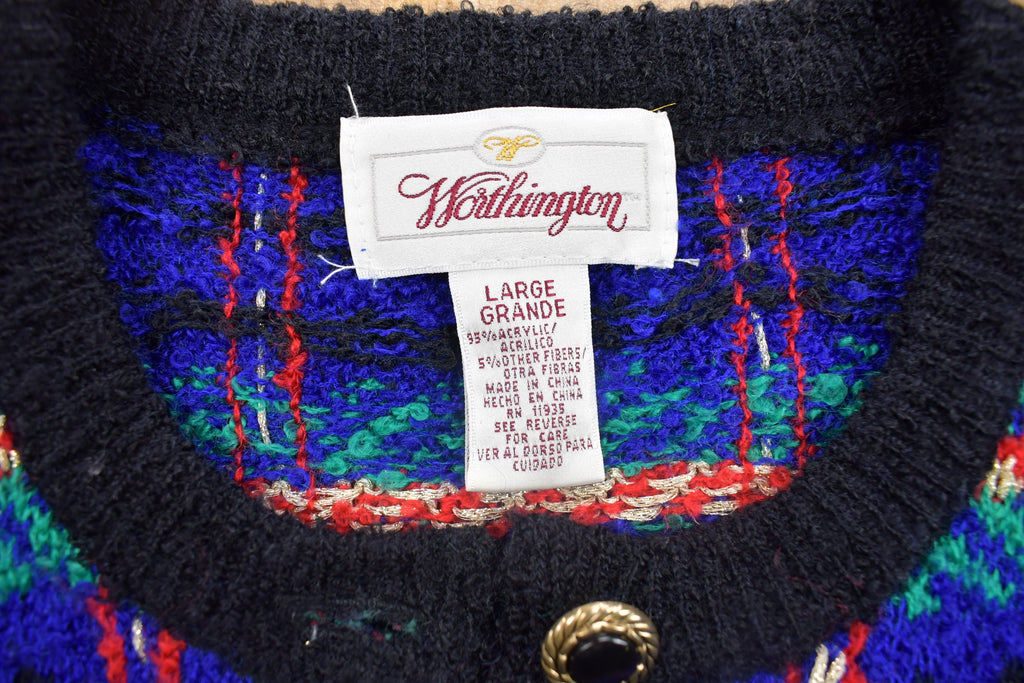 Worthington
LARGE
GRANDE
95% ACRYLIC/
ACRILICO
5% OTHER FIBERS/
OTRA FIBRAS
MADE IN CHINA
HECHO EN CHINA
RN 11935
SEE REVERSE
FOR CARE
VER AL DORSO PARA
CUIDADO